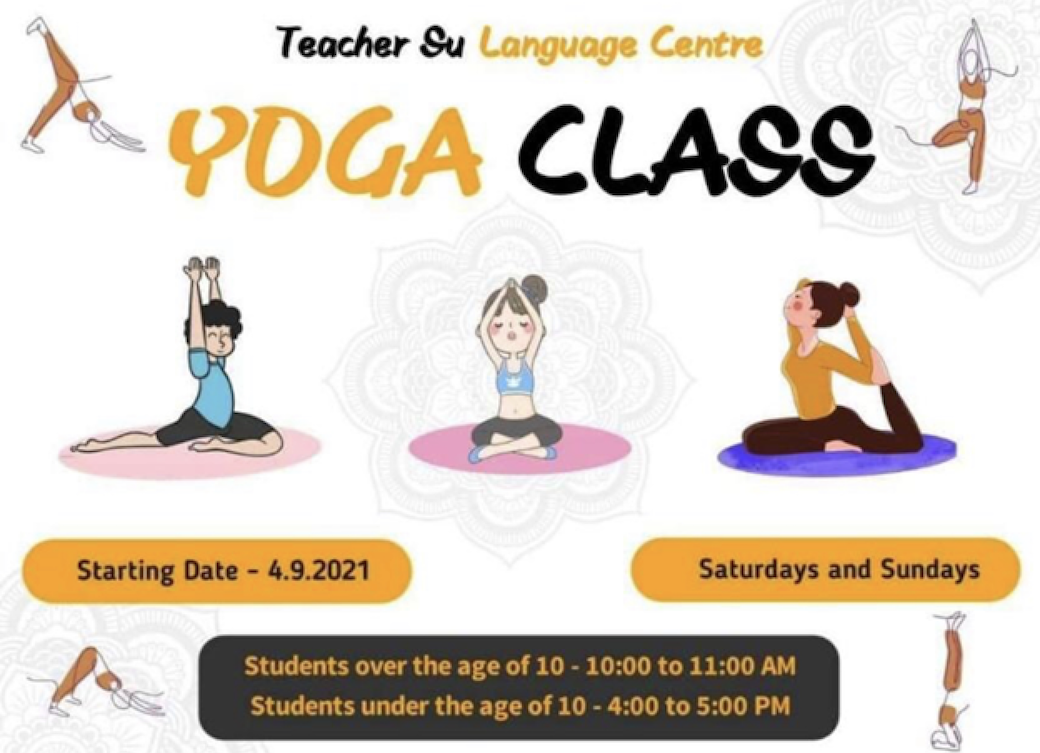 Teacher Su Language Centre
YOGA CLASS
Starting Date - 4.9.2021
Saturdays and Sundays
Students over the age of 10 - 10:00 to 11:00 AM
Students under the age of 10 - 4:00 to 5:00 PM